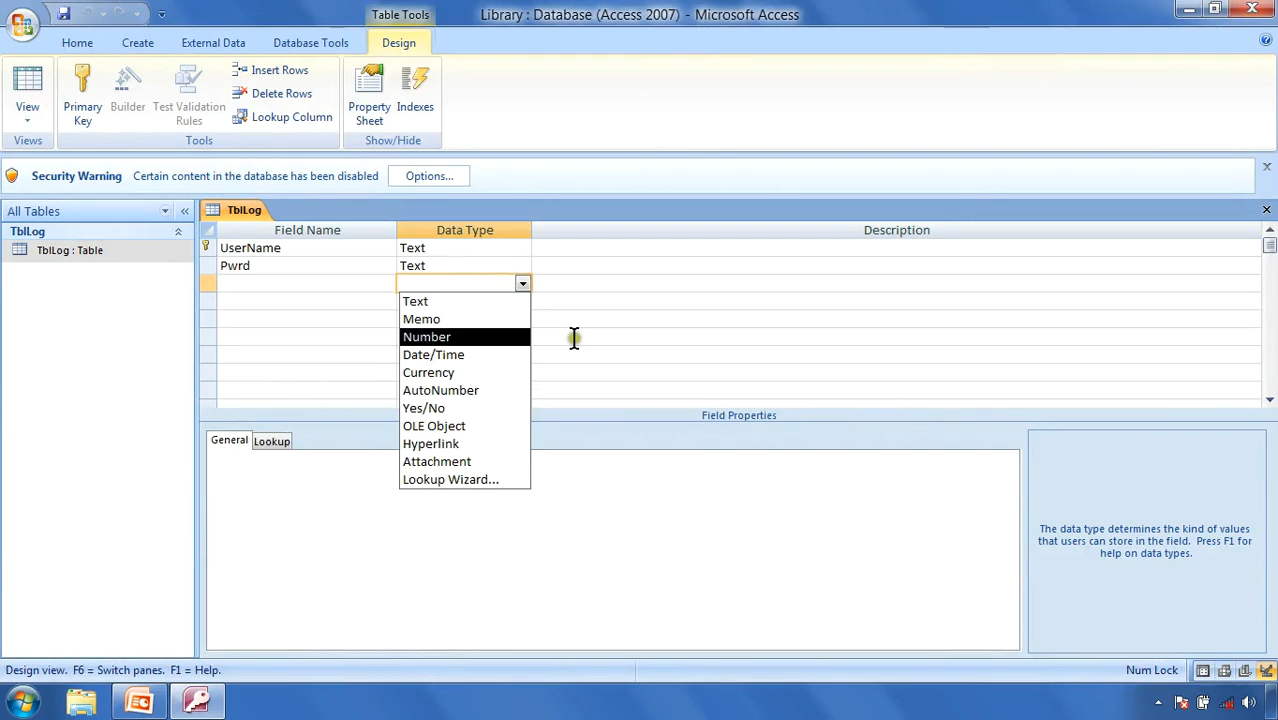 Table Tools
Library : Database (Access 2007) - Microsoft Access
Home
Create
External Data
Database Tools
Design
View
Primary
Key
Builder
Test Validation
Rules
Insert Rows
Delete Rows
Lookup Column
Property
Sheet
Indexes
Views
Tools
Show/Hide
Security Warning
Certain content in the database has been disabled
Options...
All Tables
TblLog
Field Name
Data Type
Description
TblLog
TblLog : Table
UserName
Text
Pwrd
Text
Text
Memo
Number
Date/Time
Currency
AutoNumber
Yes/No
OLE Object
Hyperlink
Attachment
Lookup Wizard...
Field Properties
General
Lookup
The data type determines the kind of values
that users can store in the field. Press F1 for
help on data types.
Design view. F6 = Switch panes. F1 = Help.
Num Lock